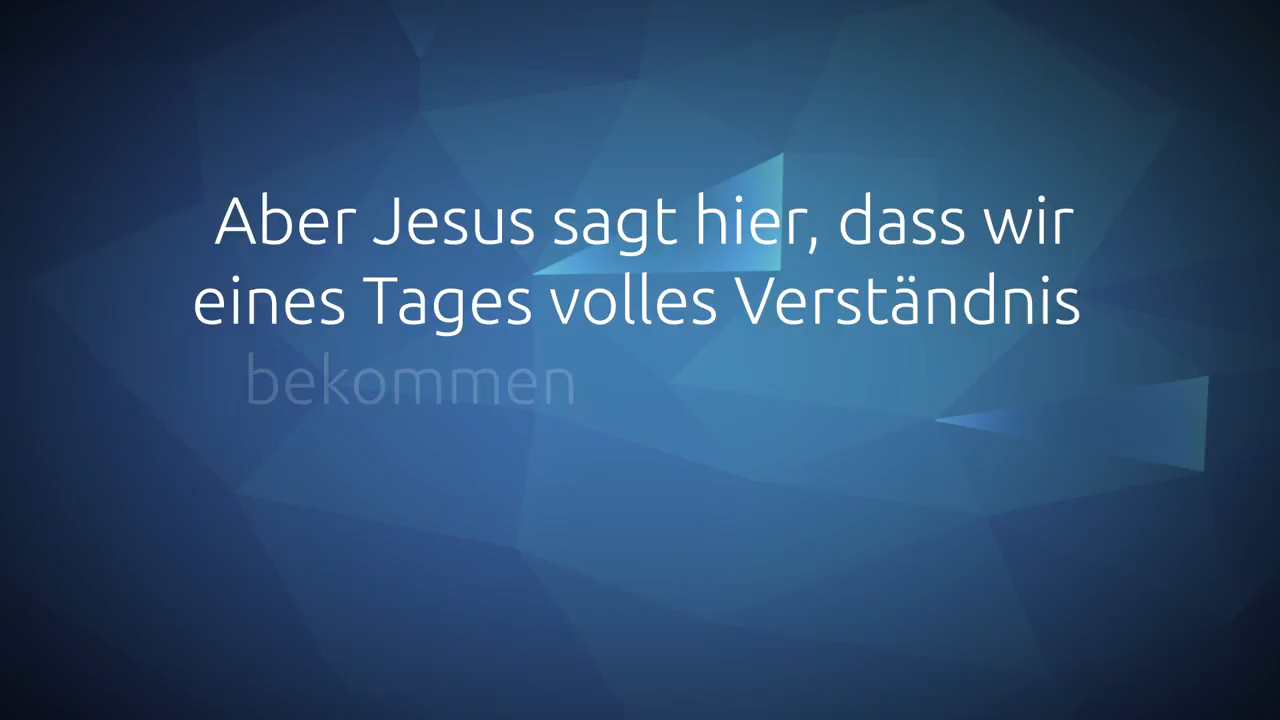 Aber Jesus sagt hier, dass wir
eines Tages volles Verständnis
bekommen